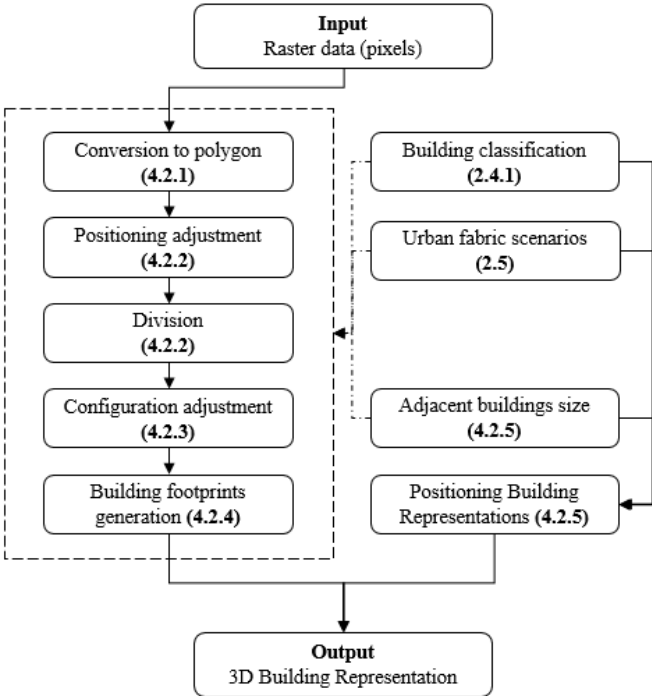 Input
Raster data (pixels)
Conversion to polygon
(4.2.1)
Positioning adjustment
(4.2.2)
Division
(4.2.2)
Configuration adjustment
(4.2.3)
Building footprints
generation (4.2.4)
Building classification
(2.4.1)
Urban fabric scenarios
(2.5)
Adjacent buildings size
(4.2.5)
Positioning Building
Representations (4.2.5)
Output
3D Building Representation